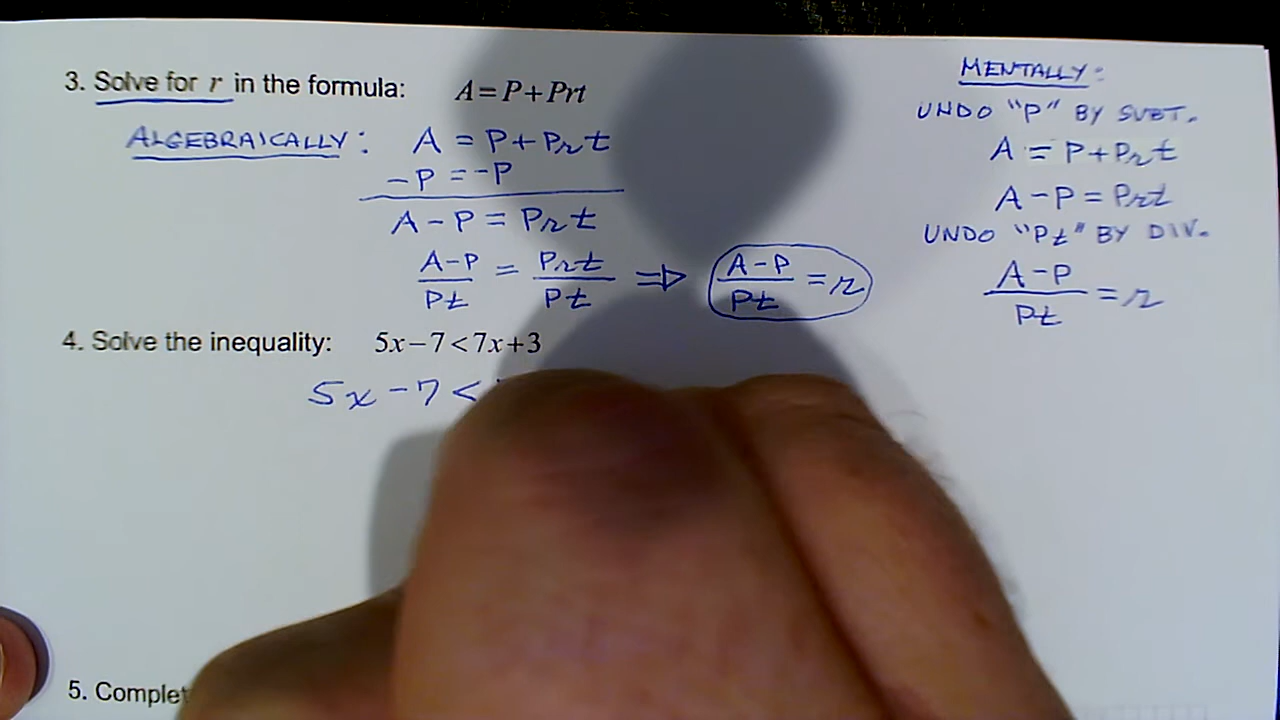 3. Solve for r in the formula: A=P+Prt
ALGEBRAICALLY: A = P+Prt
-P = -P
A-P = Prt
A-P/Pt = Prt/Pt ⇒ A-P/Pt = r
MENTALLY:
UNDO "P" BY SUBT.
A = P+Prt
A-P = Prt
UNDO "Pt" BY DIV.
A-P/Pt = r
4. Solve the inequality: 5x-7<7x+3
5x-7<
5.